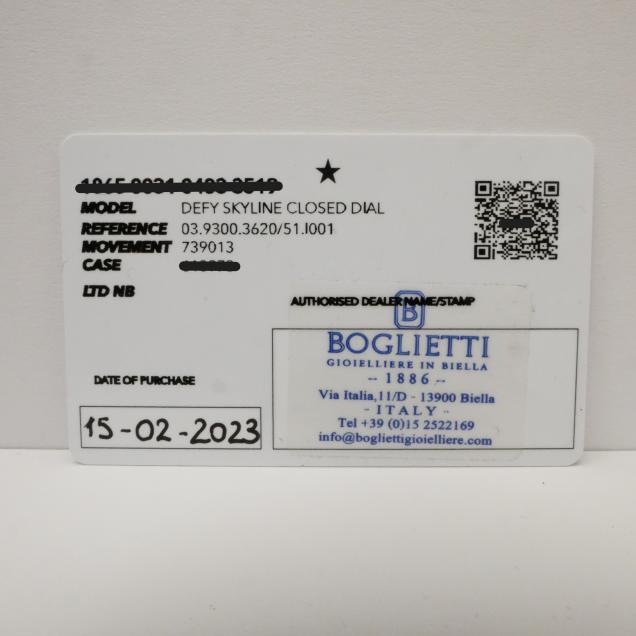 MODEL DEFY SKYLINE CLOSED DIAL
REFERENCE 03.9300.3620/51.I001
MOVEMENT 739013
CASE
LTD NB
AUTHORISED DEALER NAME/STAMP
B
BOGLIETTI
GIOIELLIERE IN BIELLA
-- 1886 --
Via Italia,11/D - 13900 Biella
- ITALY -
Tel +39 (0)15 2522169
info@bogliettigioielliere.com
DATE OF PURCHASE
15-02-2023